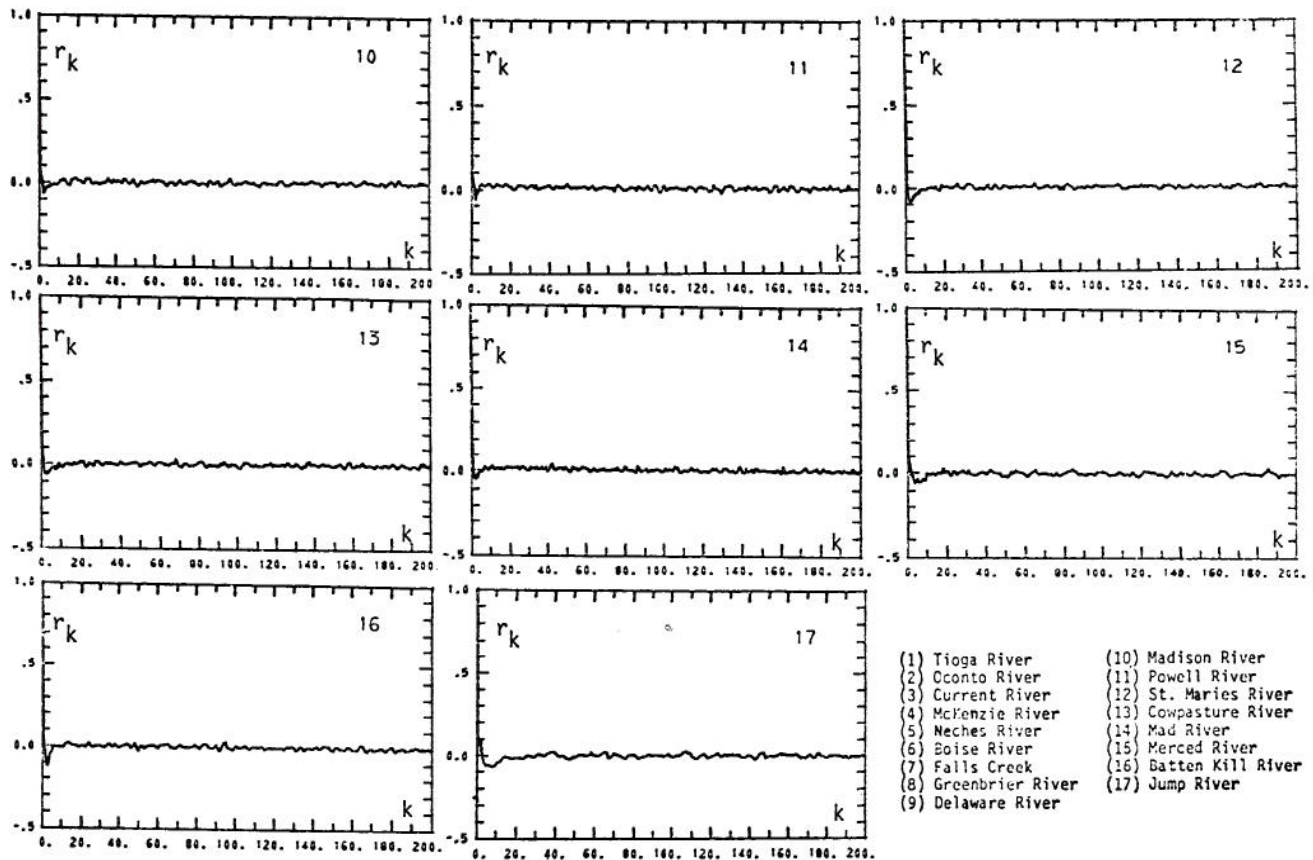 1.0
r_k
10
.5
0.0
k
-.5
0. 20. 40. 60. 80. 100. 120. 140. 160. 180. 200.
1.0
r_k
11
.5
0.0
k
-.5
0. 20. 40. 60. 80. 100. 120. 140. 160. 180. 200.
1.0
r_k
12
.5
0.0
k
-.5
0. 20. 40. 60. 80. 100. 120. 140. 160. 180. 200.
1.0
r_k
13
.5
0.0
k
-.5
0. 20. 40. 60. 80. 100. 120. 140. 160. 180. 200.
1.0
r_k
14
.5
0.0
k
-.5
0. 20. 40. 60. 80. 100. 120. 140. 160. 180. 200.
1.0
r_k
15
.5
0.0
k
-.5
0. 20. 40. 60. 80. 100. 120. 140. 160. 180. 200.
1.0
r_k
16
.5
0.0
k
-.5
0. 20. 40. 60. 80. 100. 120. 140. 160. 180. 200.
1.0
r_k
17
.5
0.0
k
-.5
0. 20. 40. 60. 80. 100. 120. 140. 160. 180. 200.
(1) Tioga River
(2) Oconto River
(3) Current River
(4) McKenzie River
(5) Neches River
(6) Boise River
(7) Falls Creek
(8) Greenbrier River
(9) Delaware River
(10) Madison River
(11) Powell River
(12) St. Maries River
(13) Cowpasture River
(14) Mad River
(15) Merced River
(16) Batten Kill River
(17) Jump River